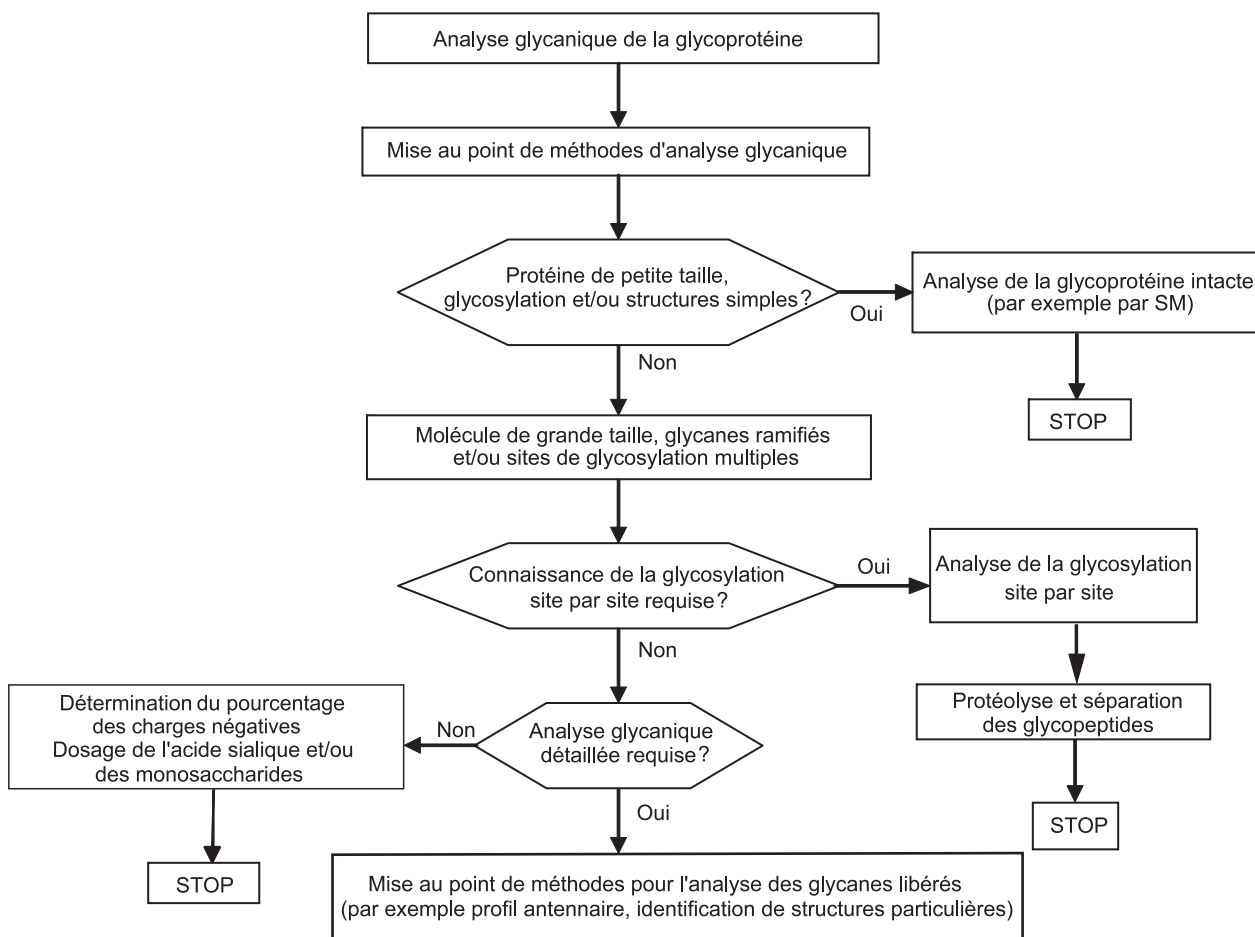 Analyse glycanique de la glycoprotéine
Mise au point de méthodes d'analyse glycanique
Protéine de petite taille,
glycosylation et/ou structures simples ?
Oui
Analyse de la glycoprotéine intacte
(par exemple par SM)
STOP
Non
Molécule de grande taille, glycanes ramifiés
et/ou sites de glycosylation multiples
Connaissance de la glycosylation
site par site requise ?
Oui
Analyse de la glycosylation
site par site
Protéolyse et séparation
des glycopeptides
STOP
Non
Analyse glycanique
détaillée requise ?
Non
Détermination du pourcentage
des charges négatives
Dosage de l'acide sialique et/ou
des monosaccharides
STOP
Oui
Mise au point de méthodes pour l'analyse des glycanes libérés
(par exemple profil antennaire, identification de structures particulières)